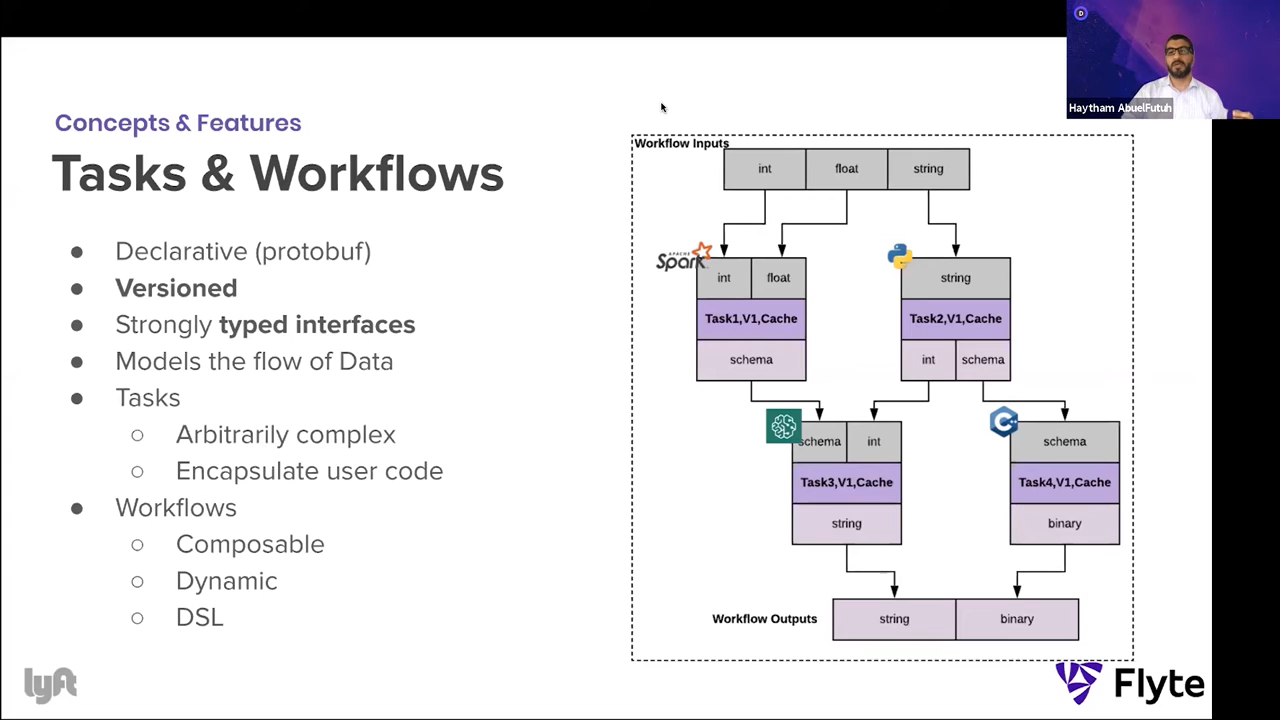 D
Haytham AbuelFutuh
Concepts & Features
Tasks & Workflows
Declarative (protobuf)
Versioned
Strongly typed interfaces
Models the flow of Data
Tasks
Arbitrarily complex
Encapsulate user code
Workflows
Composable
Dynamic
DSL
Workflow Inputs
int float string
APACHE
Spark
int float
Task1,V1,Cache
schema
string
Task2,V1,Cache
int schema
schema int
Task3,V1,Cache
string
C++
schema
Task4,V1,Cache
binary
Workflow Outputs
string binary
lyft
Flyte